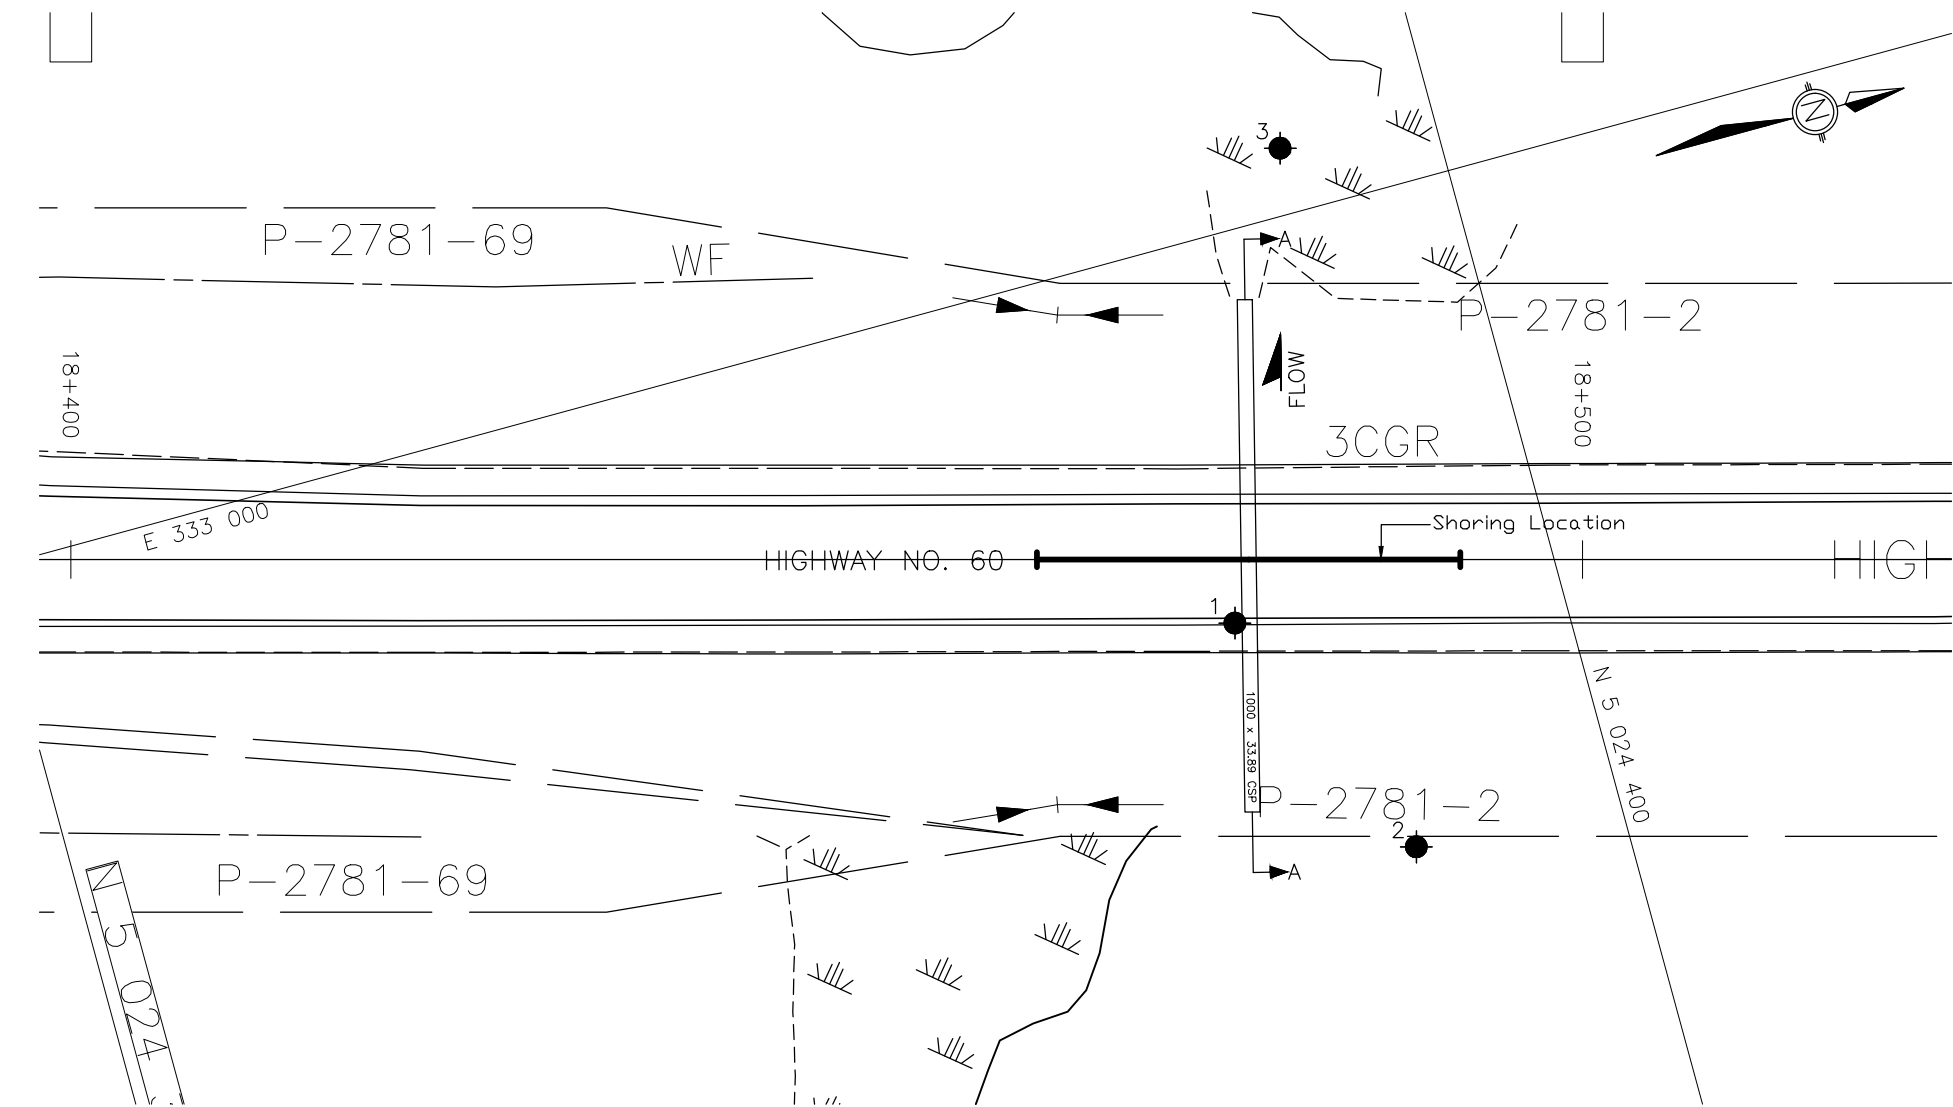 N
3
P-2781-69
WF
A
P-2781-2
18+400
FLOW
18+500
3CGR
E 333 000
Shoring Location
HIGHWAY NO. 60
HIGH
1
1000 x 33.89 CSP
N 5 024 400
P-2781-2
2
P-2781-69
A
N 5 024